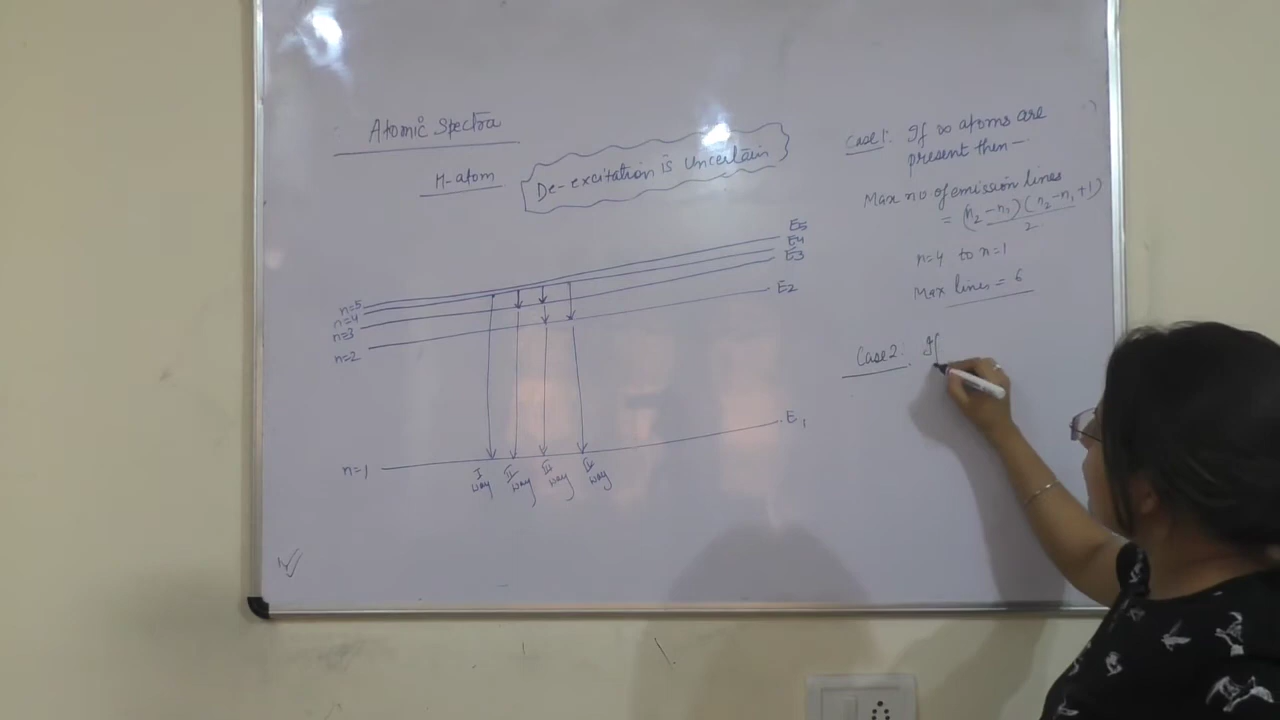 Atomic Spectra
H-atom
De-excitation is Uncertain
E5
E4
E3
E2
E1
n=5
n=4
n=3
n=2
n=1
I way
II way
III way
IV way
Case 1: If ∞ atoms are
present then —
Max no of emission lines
= (n2-n1)(n2-n1+1)
2
n=4 to n=1
Max lines = 6
Case 2: If